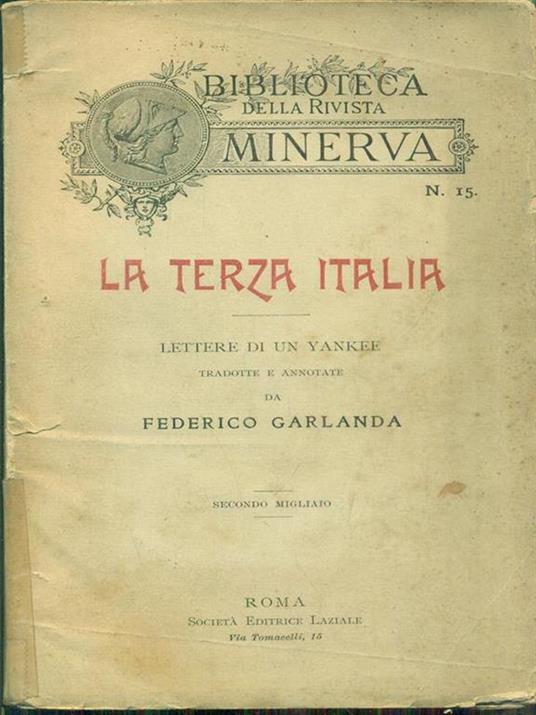 BIBLIOTECA
DELLA RIVISTA
MINERVA
N. 15.
LA TERZA ITALIA
LETTERE DI UN YANKEE
TRADOTTE E ANNOTATE
DA
FEDERICO GARLANDA
SECONDO MIGLIAIO
ROMA
SOCIETÀ EDITRICE LAZIALE
Via Tomacelli, 15